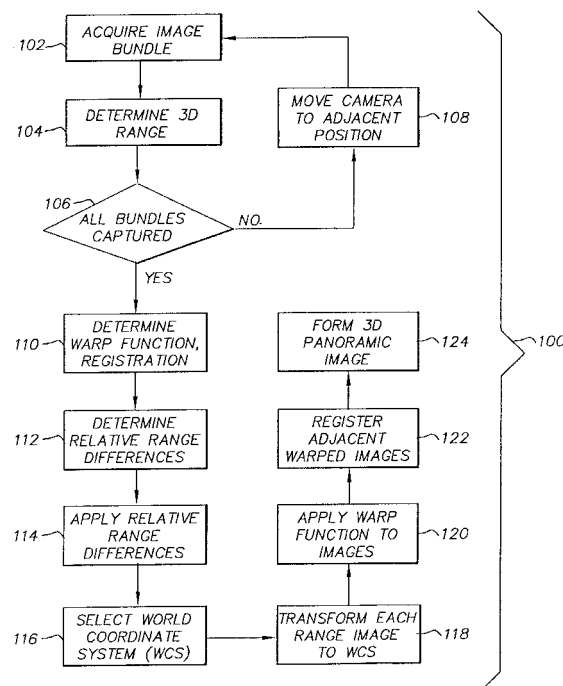 102
ACQUIRE IMAGE
BUNDLE
104
DETERMINE 3D
RANGE
MOVE CAMERA
TO ADJACENT
POSITION
108
106
ALL BUNDLES
CAPTURED
NO.
YES
110
DETERMINE
WARP FUNCTION,
REGISTRATION
112
DETERMINE
RELATIVE RANGE
DIFFERENCES
114
APPLY RELATIVE
RANGE
DIFFERENCES
116
SELECT WORLD
COORDINATE
SYSTEM (WCS)
TRANSFORM EACH
RANGE IMAGE
TO WCS
118
APPLY WARP
FUNCTION TO
IMAGES
120
REGISTER
ADJACENT
WARPED IMAGES
122
FORM 3D
PANORAMIC
IMAGE
124
100